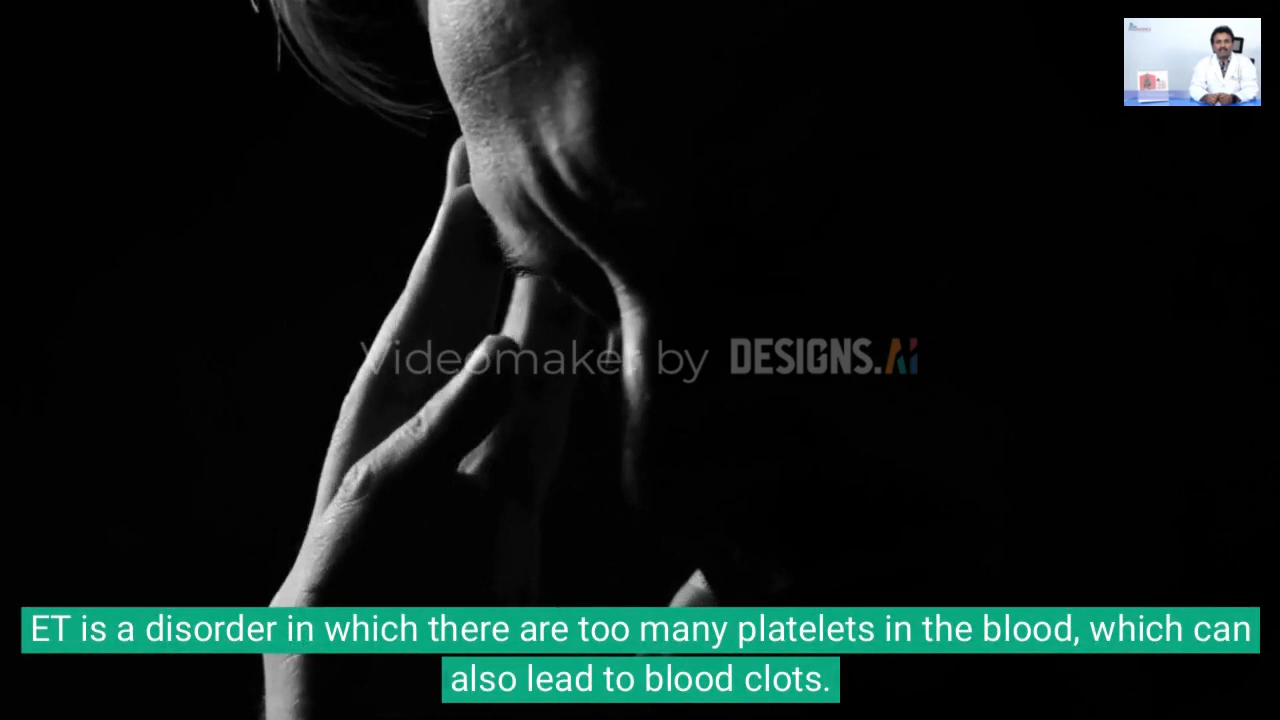 Videomaker by DESIGNS.AI
ET is a disorder in which there are too many platelets in the blood, which can
also lead to blood clots.